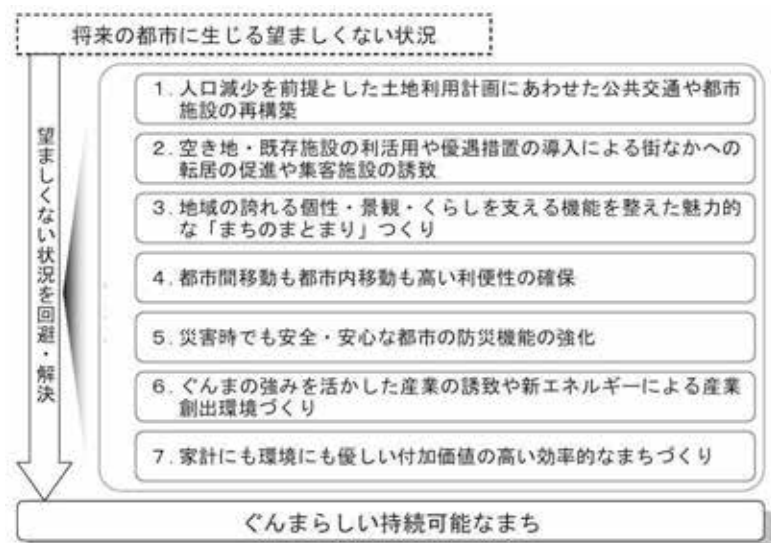 将来の都市に生じる望ましくない状況
望ましくない状況を回避・解決
1. 人口減少を前提とした土地利用計画にあわせた公共交通や都市
施設の再構築
2. 空き地・既存施設の利活用や優遇措置の導入による街なかへの
転居の促進や集客施設の誘致
3. 地域の誇れる個性・景観・くらしを支える機能を整えた魅力的
な「まちのまとまり」つくり
4. 都市間移動も都市内移動も高い利便性の確保
5. 災害時でも安全・安心な都市の防災機能の強化
6. ぐんまの強みを活かした産業の誘致や新エネルギーによる産業
創出環境づくり
7. 家計にも環境にも優しい付加価値の高い効率的なまちづくり
ぐんまらしい持続可能なまち